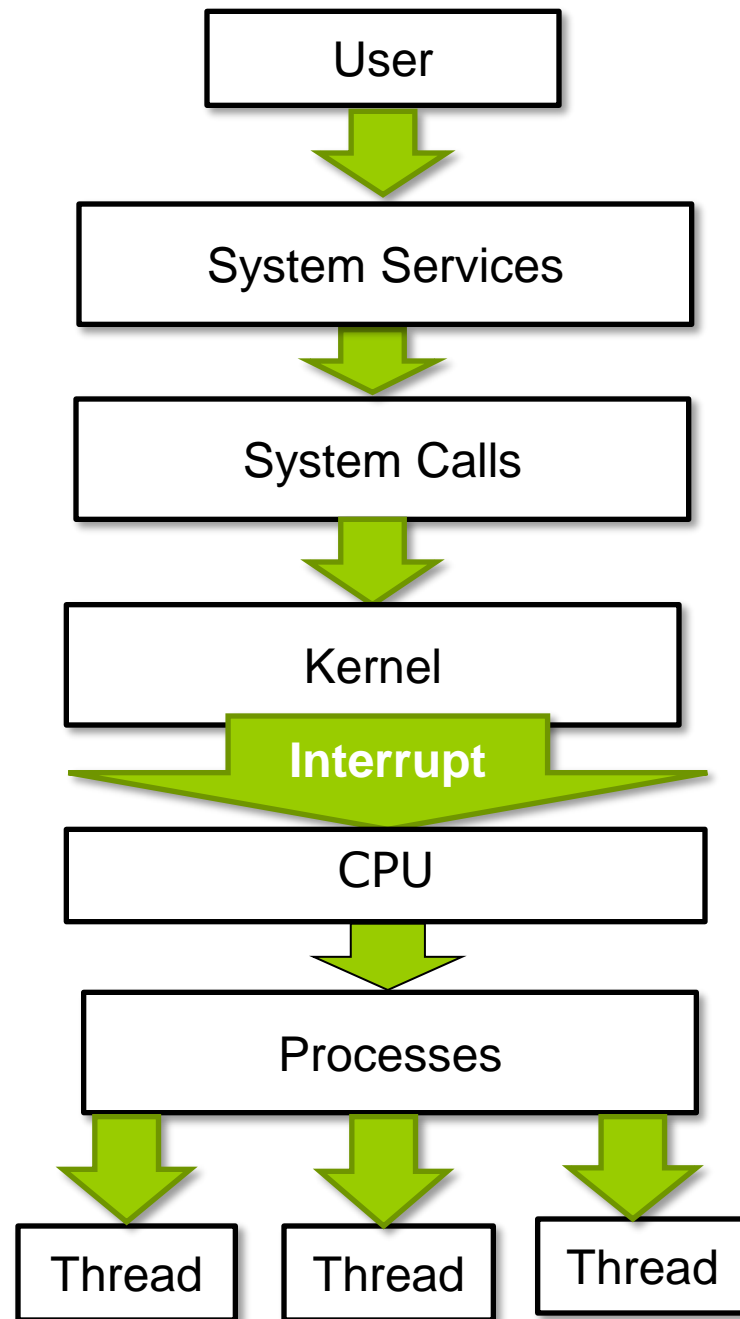 User
System Services
System Calls
Kernel
Interrupt
CPU
Processes
Thread
Thread
Thread